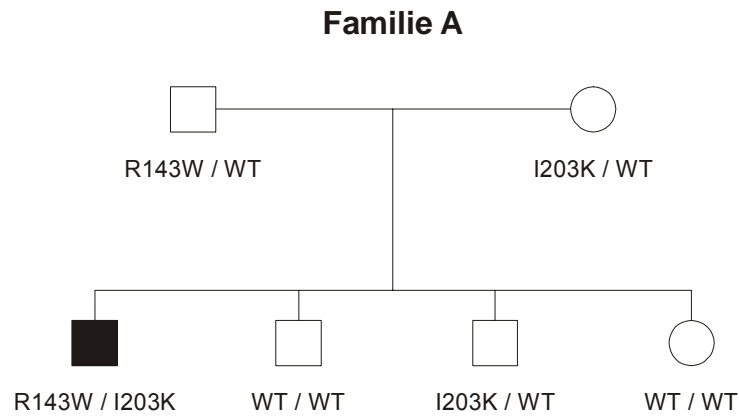 Familie A
R143W / WT
I203K / WT
R143W / I203K
WT / WT
I203K / WT
WT / WT